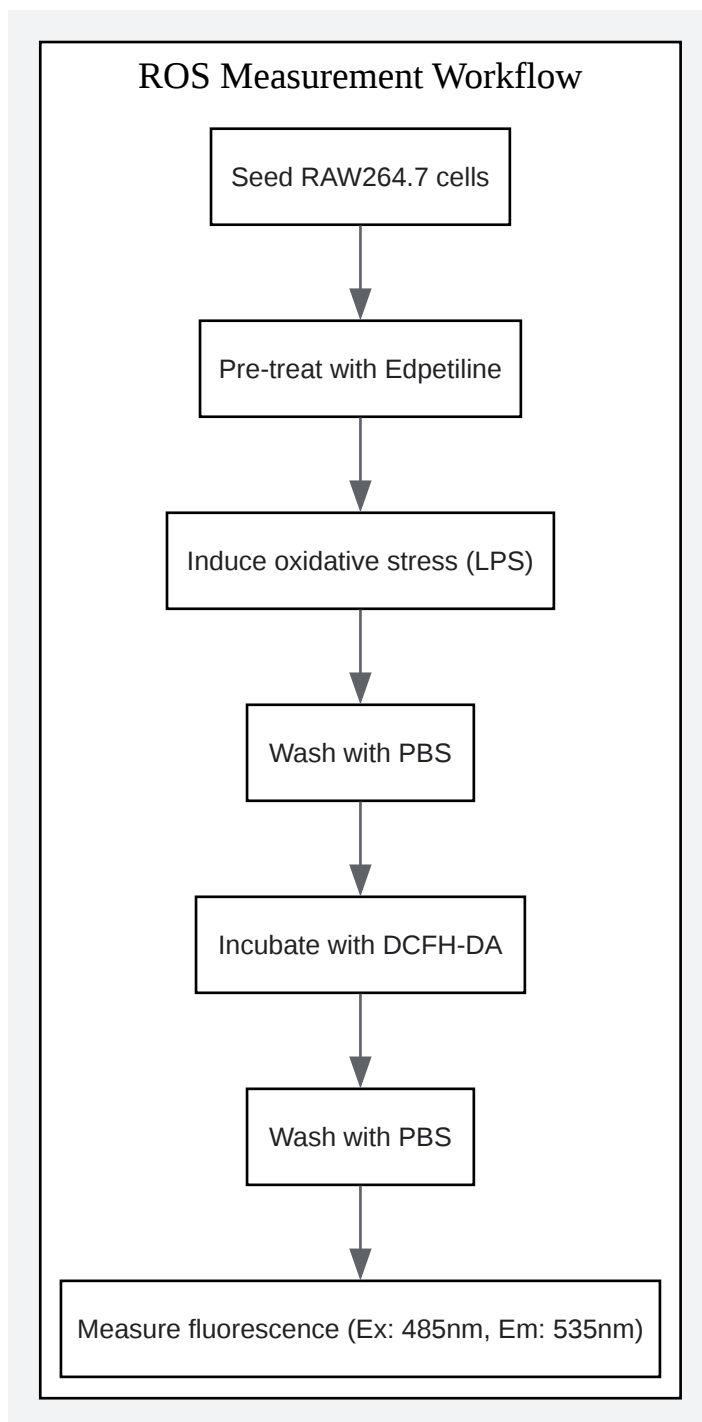 ROS Measurement Workflow
Seed RAW264.7 cells
Pre-treat with Edpetiline
Induce oxidative stress (LPS)
Wash with PBS
Incubate with DCFH-DA
Wash with PBS
Measure fluorescence (Ex: 485nm, Em: 535nm)